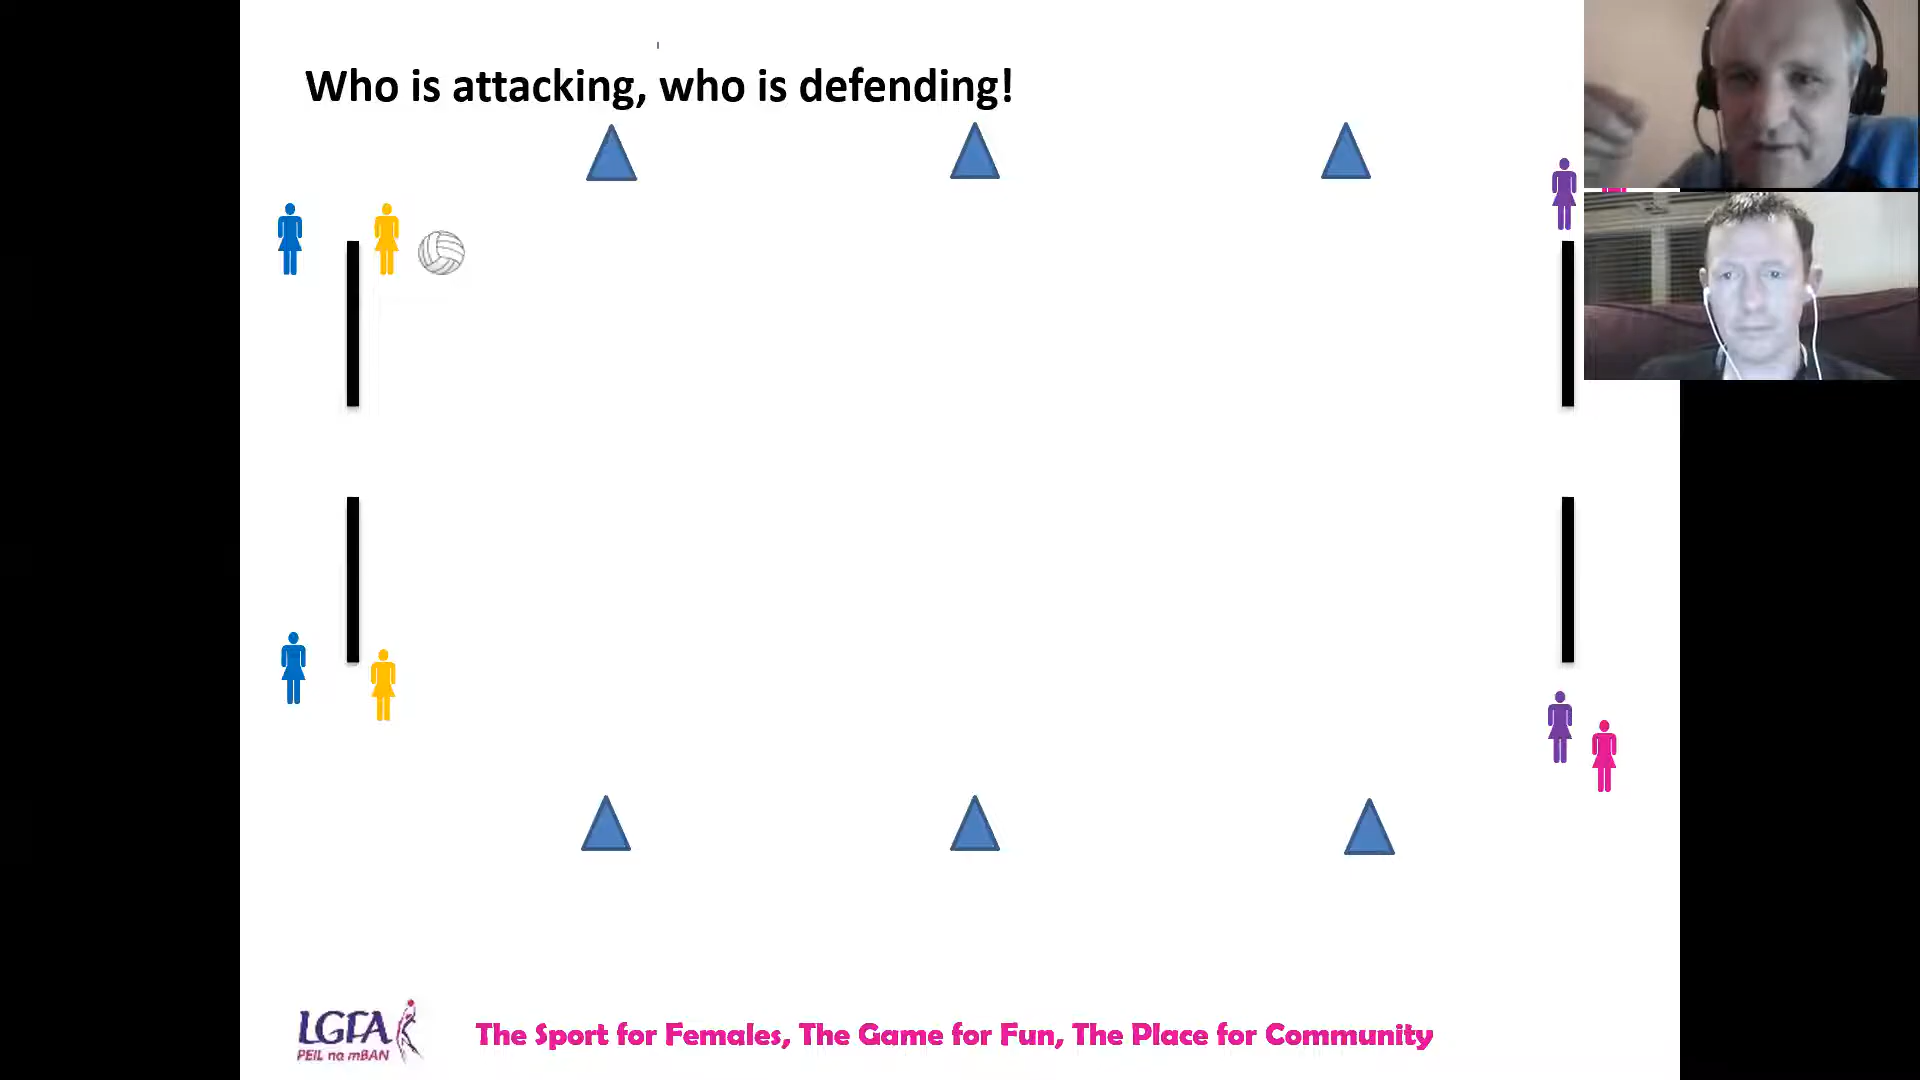 Who is attacking, who is defending!
LGFA
PEIL na mBAN
The Sport for Females, The Game for Fun, The Place for Community